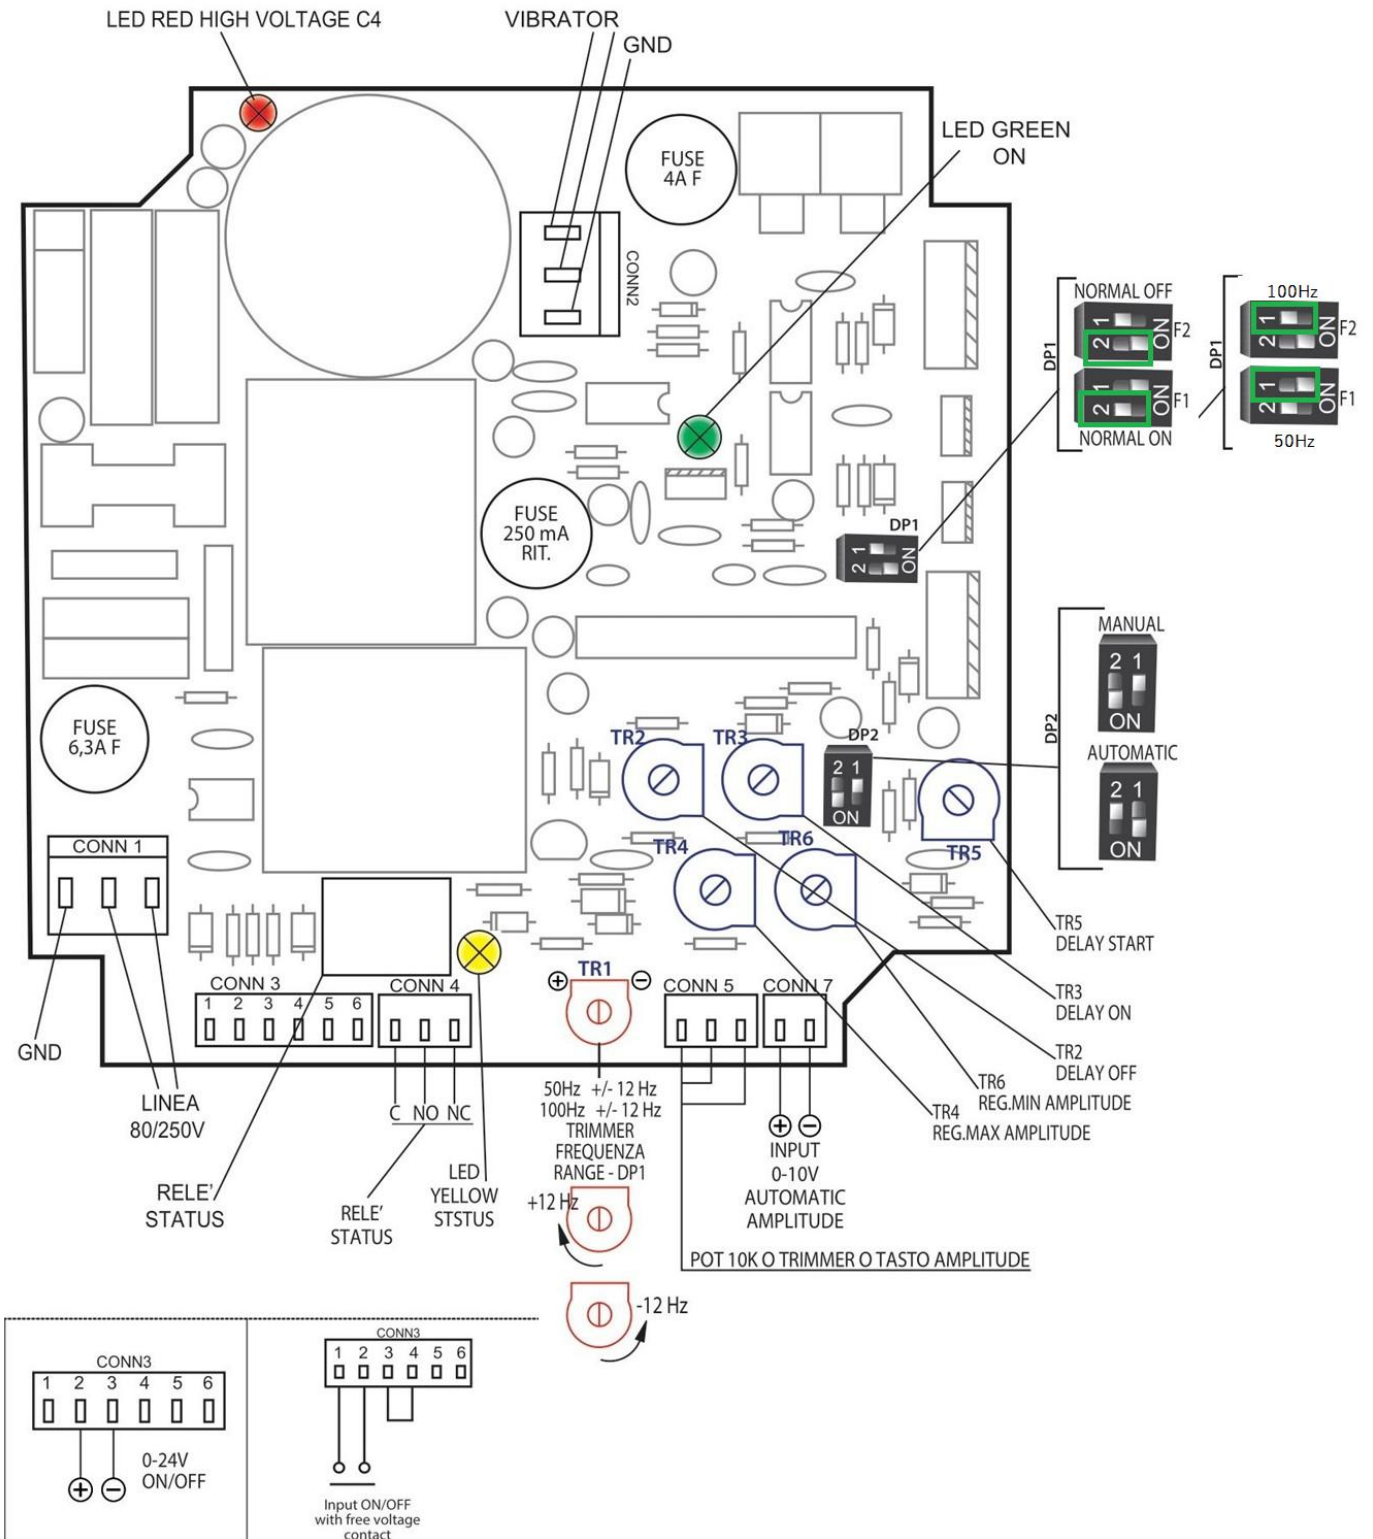 LED RED HIGH VOLTAGE C4
VIBRATOR
GND
LED GREEN
ON
FUSE
4A F
CONN2
NORMAL OFF
1
2
ON
F2
DP1
1
2
ON
F1
NORMAL ON
100Hz
1
2
ON
F2
DP1
1
2
ON
F1
50Hz
FUSE
250 mA
RIT.
DP1
1
2
ON
MANUAL
2 1
ON
DP2
AUTOMATIC
2 1
ON
FUSE
6,3A F
TR2
TR3
DP2
2 1
ON
TR4
TR6
TR5
CONN 1
TR5
DELAY START
TR3
DELAY ON
TR2
DELAY OFF
TR6
REG.MIN AMPLITUDE
TR4
REG.MAX AMPLITUDE
CONN 3
1 2 3 4 5 6
CONN 4
TR1
+ −
CONN 5
CONN 7
GND
LINEA
80/250V
C NO NC
50Hz +/- 12 Hz
100Hz +/- 12 Hz
TRIMMER
FREQUENZA
RANGE - DP1
+ −
INPUT
0-10V
AUTOMATIC
AMPLITUDE
RELE'
STATUS
RELE'
STATUS
LED
YELLOW
STSTUS
+12 Hz
POT 10K O TRIMMER O TASTO AMPLITUDE
-12 Hz
CONN3
1 2 3 4 5 6
0-24V
ON/OFF
+ −
CONN3
1 2 3 4 5 6
Input ON/OFF
with free voltage
contact